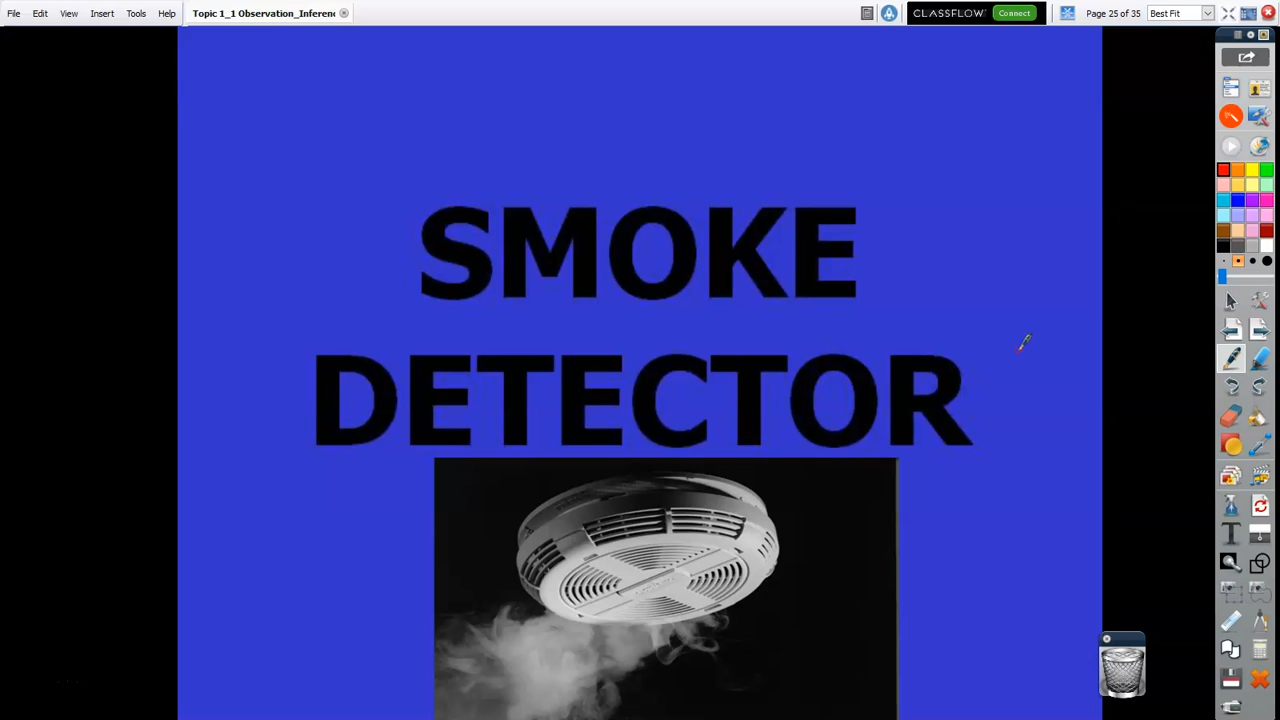 File Edit View Insert Tools Help Topic 1_1 Observation_Inferen CLASSFLOW Connect Page 25 of 35 Best Fit
SMOKE
DETECTOR